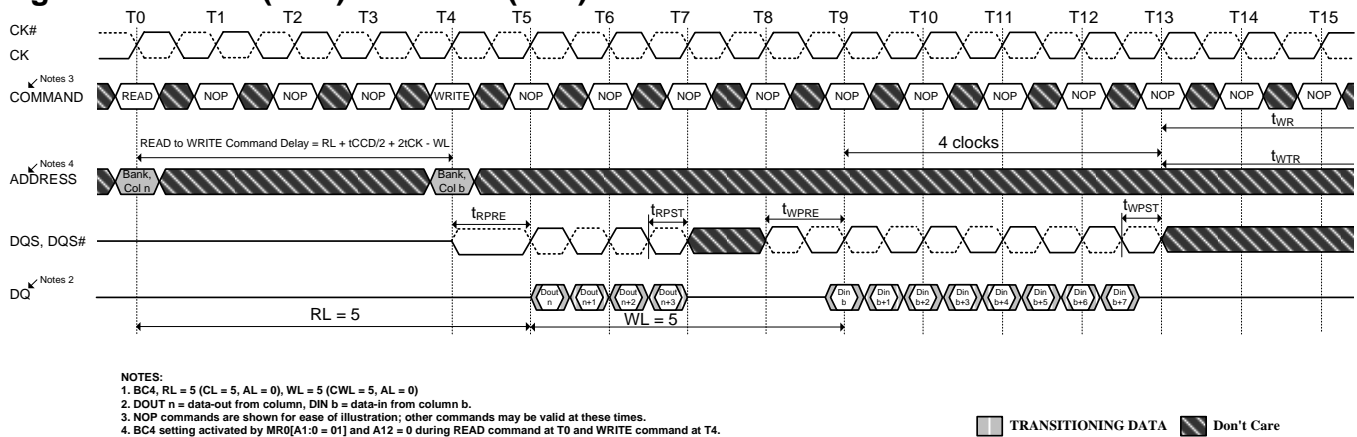 T0 T1 T2 T3 T4 T5 T6 T7 T8 T9 T10 T11 T12 T13 T14 T15
CK#
CK
Notes 3
COMMAND READ NOP NOP NOP WRITE NOP NOP NOP NOP NOP NOP NOP NOP NOP NOP NOP
READ to WRITE Command Delay = RL + tCCD/2 + 2tCK - WL
4 clocks
tWR
tWTR
Notes 4
ADDRESS Bank, Col n Bank, Col b
tRPRE tRPST tWPRE tWPST
DQS, DQS#
Notes 2
DQ Dout n Dout n+1 Dout n+2 Dout n+3 Din b Din b+1 Din b+2 Din b+3 Din b+4 Din b+5 Din b+6 Din b+7
RL = 5 WL = 5
NOTES:
1. BC4, RL = 5 (CL = 5, AL = 0), WL = 5 (CWL = 5, AL = 0)
2. DOUT n = data-out from column, DIN b = data-in from column b.
3. NOP commands are shown for ease of illustration; other commands may be valid at these times.
4. BC4 setting activated by MR0[A1:0 = 01] and A12 = 0 during READ command at T0 and WRITE command at T4.
TRANSITIONING DATA Don't Care